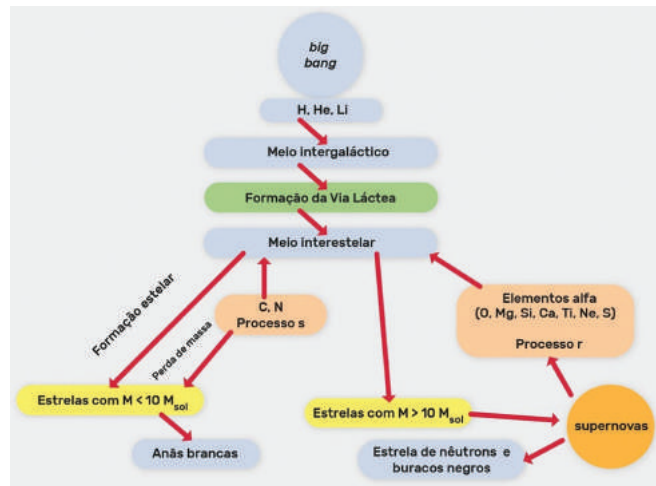 big
bang
H, He, Li
Meio intergaláctico
Formação da Via Láctea
Meio interestelar
Formação estelar
C, N
Processo s
Perda de massa
Elementos alfa
(O, Mg, Si, Ca, Ti, Ne, S)
Processo r
Estrelas com M < 10 Msol
Estrelas com M > 10 Msol
supernovas
Anãs brancas
Estrela de nêutrons e
buracos negros